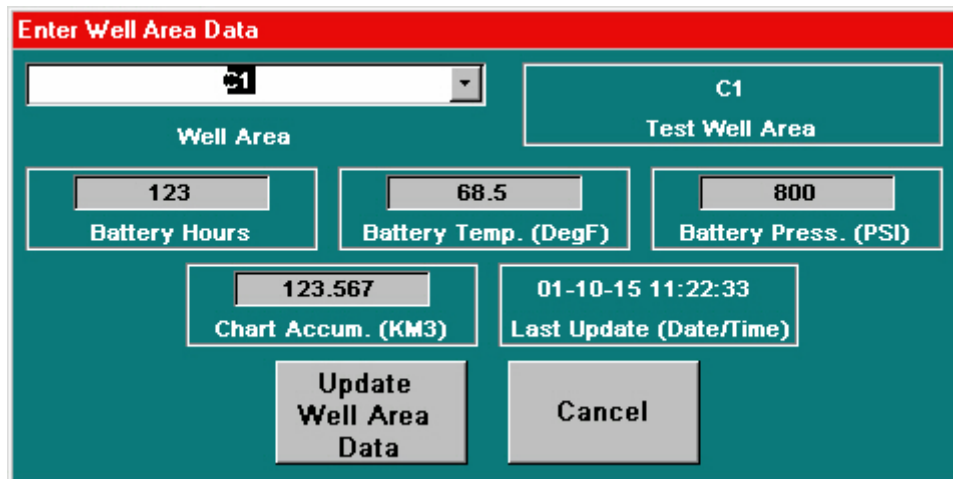 Enter Well Area Data
C1
Well Area
C1
Test Well Area
123
Battery Hours
68.5
Battery Temp. (DegF)
800
Battery Press. (PSI)
123.567
Chart Accum. (KM3)
01-10-15 11:22:33
Last Update (Date/Time)
Update
Well Area
Data
Cancel